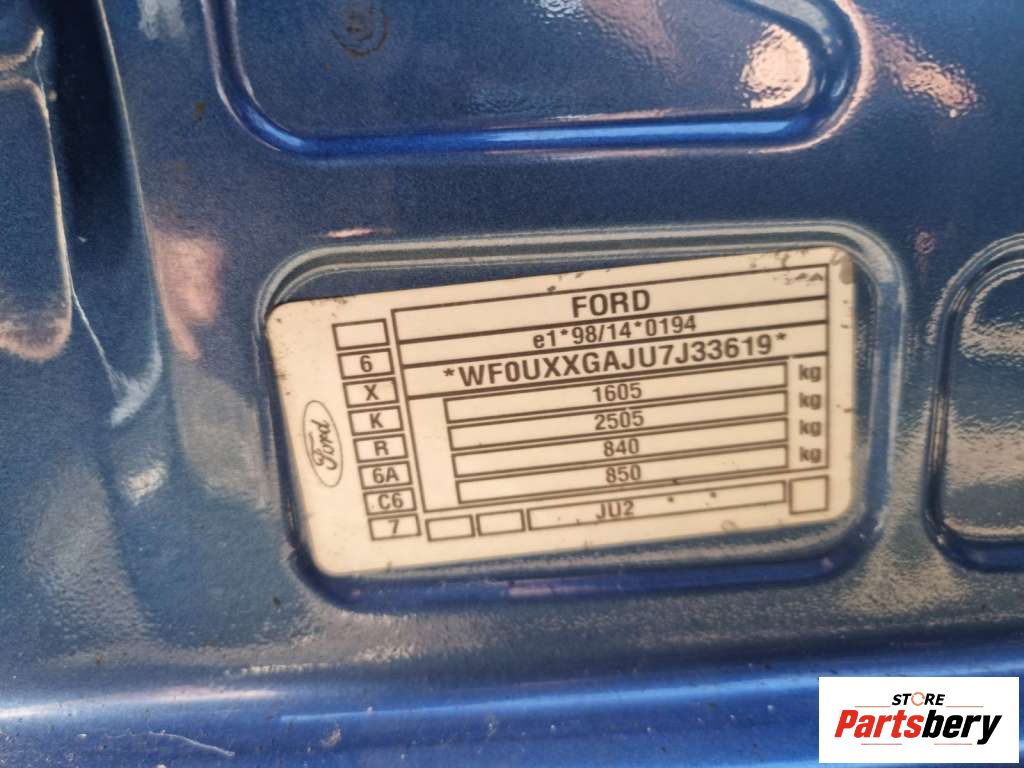 FORD
e1*98/14*0194
*WF0UXXGAJU7J33619*
6
X
K
R
6A
C6
7
1605 kg
2505 kg
840 kg
850 kg
JU2
Ford
STORE
Partsbery